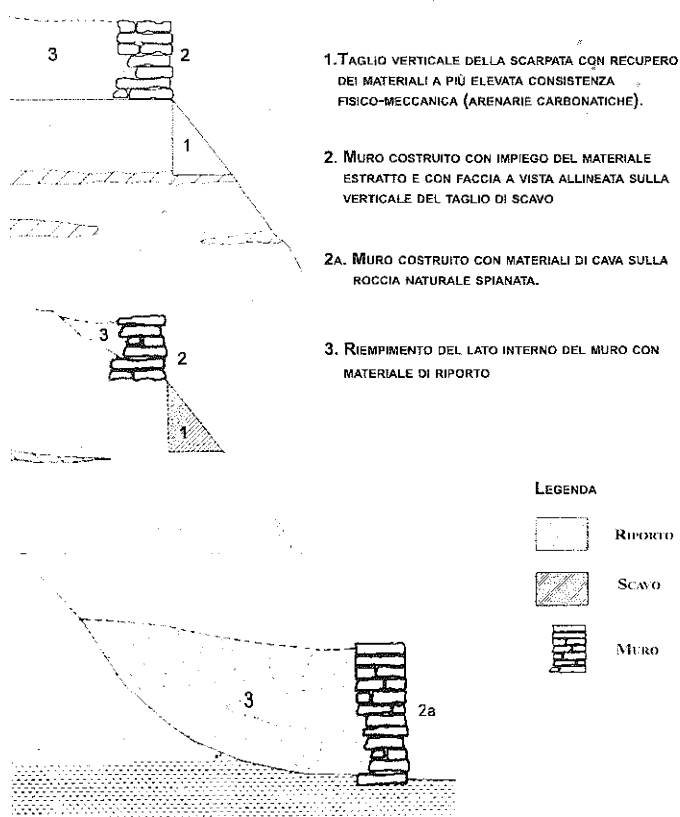 3
2
1
1.TAGLIO VERTICALE DELLA SCARPATA CON RECUPERO
DEI MATERIALI A PIÙ ELEVATA CONSISTENZA
FISICO-MECCANICA (ARENARIE CARBONATICHE).
2. MURO COSTRUITO CON IMPIEGO DEL MATERIALE
ESTRATTO E CON FACCIA A VISTA ALLINEATA SULLA
VERTICALE DEL TAGLIO DI SCAVO
2A. MURO COSTRUITO CON MATERIALI DI CAVA SULLA
ROCCIA NATURALE SPIANATA.
3. RIEMPIMENTO DEL LATO INTERNO DEL MURO CON
MATERIALE DI RIPORTO
3
2
1
LEGENDA
RIPORTO
SCAVO
MURO
3
2a